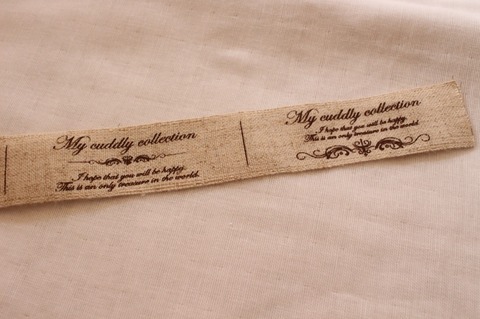 My cuddly collection
I hope that you will be happy.
This is an only treasure in the world.
My cuddly collection
I hope that you will be happy.
This is an only treasure in the world.